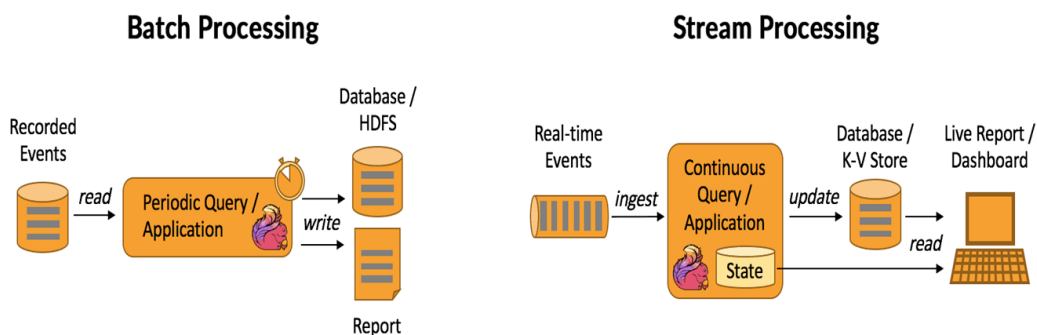 Batch Processing
Recorded
Events
read
Periodic Query /
Application
write
Database /
HDFS
Report
Stream Processing
Real-time
Events
ingest
Continuous
Query /
Application
State
update
Database /
K-V Store
read
Live Report /
Dashboard